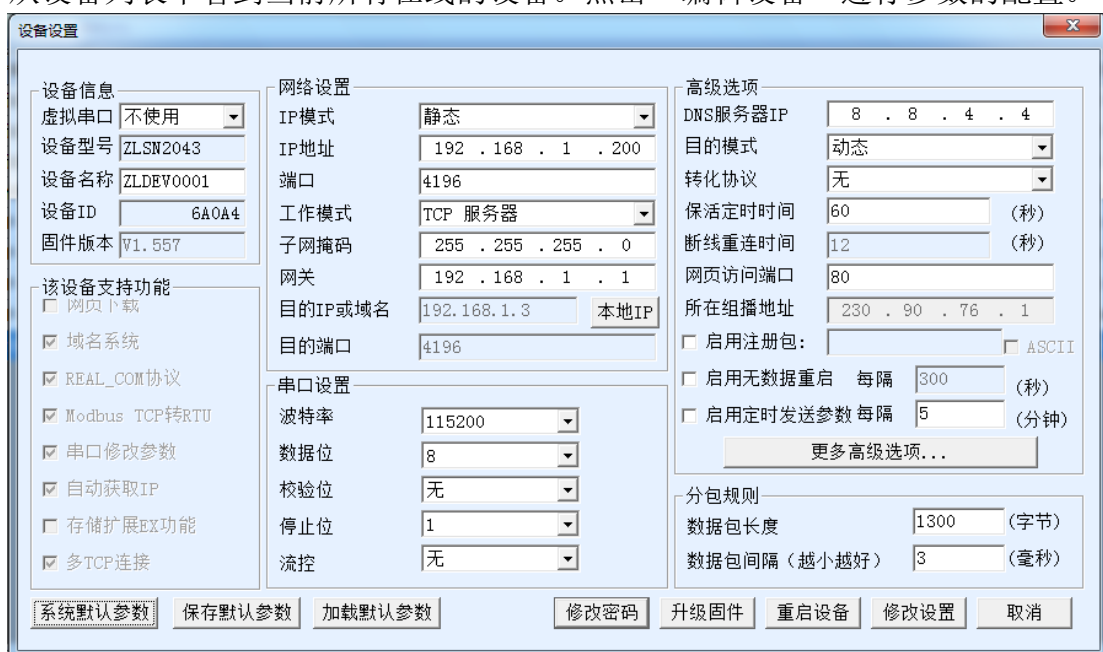 从设备列表中看到当前所有在线的设备。点击“编辑设备”进行参数的配置。
设备设置
设备信息
虚拟串口 不使用
设备型号 ZLSN2043
设备名称 ZLDEV0001
设备ID 6A0A4
固件版本 V1.557
该设备支持功能
网页下载
域名系统
REAL_COM协议
Modbus TCP转RTU
串口修改参数
自动获取IP
存储扩展EX功能
多TCP连接
网络设置
IP模式 静态
IP地址 192 . 168 . 1 . 200
端口 4196
工作模式 TCP 服务器
子网掩码 255 . 255 . 255 . 0
网关 192 . 168 . 1 . 1
目的IP或域名 192.168.1.3 本地IP
目的端口 4196
串口设置
波特率 115200
数据位 8
校验位 无
停止位 1
流控 无
高级选项
DNS服务器IP 8 . 8 . 4 . 4
目的模式 动态
转化协议 无
保活定时时间 60 (秒)
断线重连时间 12 (秒)
网页访问端口 80
所在组播地址 230 . 90 . 76 . 1
启用注册包: ASCII
启用无数据重启 每隔 300 (秒)
启用定时发送参数 每隔 5 (分钟)
更多高级选项...
分包规则
数据包长度 1300 (字节)
数据包间隔（越小越好） 3 (毫秒)
系统默认参数 保存默认参数 加载默认参数 修改密码 升级固件 重启设备 修改设置 取消